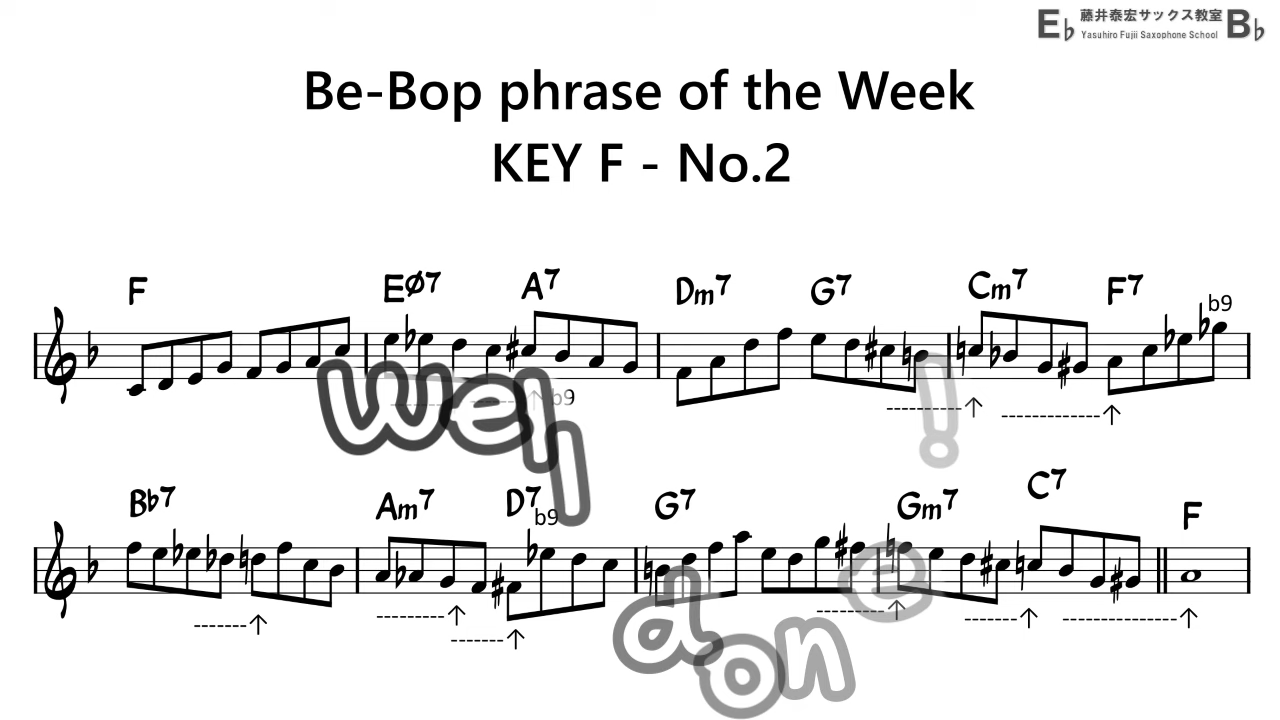 E♭ 藤井泰宏サックス教室 B♭
Yasuhiro Fujii Saxophone School
Be-Bop phrase of the Week
KEY F - No.2
F Eø7 A7 Dm7 G7 Cm7 F7 b9
b9
well !
B♭7 Am7 D7 b9 G7 Gm7 C7 F
done